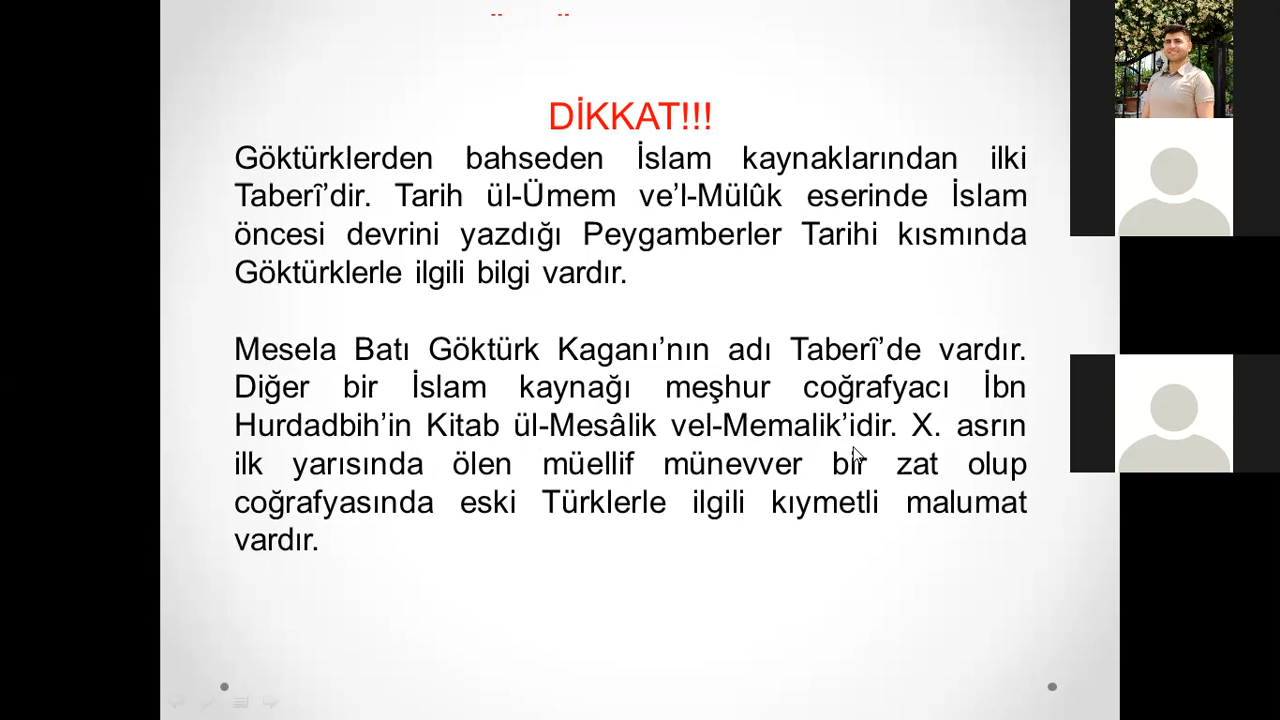 DİKKAT!!!
Göktürklerden bahseden İslam kaynaklarından ilki
Taberî’dir. Tarih ül-Ümem ve’l-Mülûk eserinde İslam
öncesi devrini yazdığı Peygamberler Tarihi kısmında
Göktürklerle ilgili bilgi vardır.
Mesela Batı Göktürk Kaganı’nın adı Taberî’de vardır.
Diğer bir İslam kaynağı meşhur coğrafyacı İbn
Hurdadbih’in Kitab ül-Mesâlik vel-Memalik’idir. X. asrın
ilk yarısında ölen müellif münevver bir zat olup
coğrafyasında eski Türklerle ilgili kıymetli malumat
vardır.